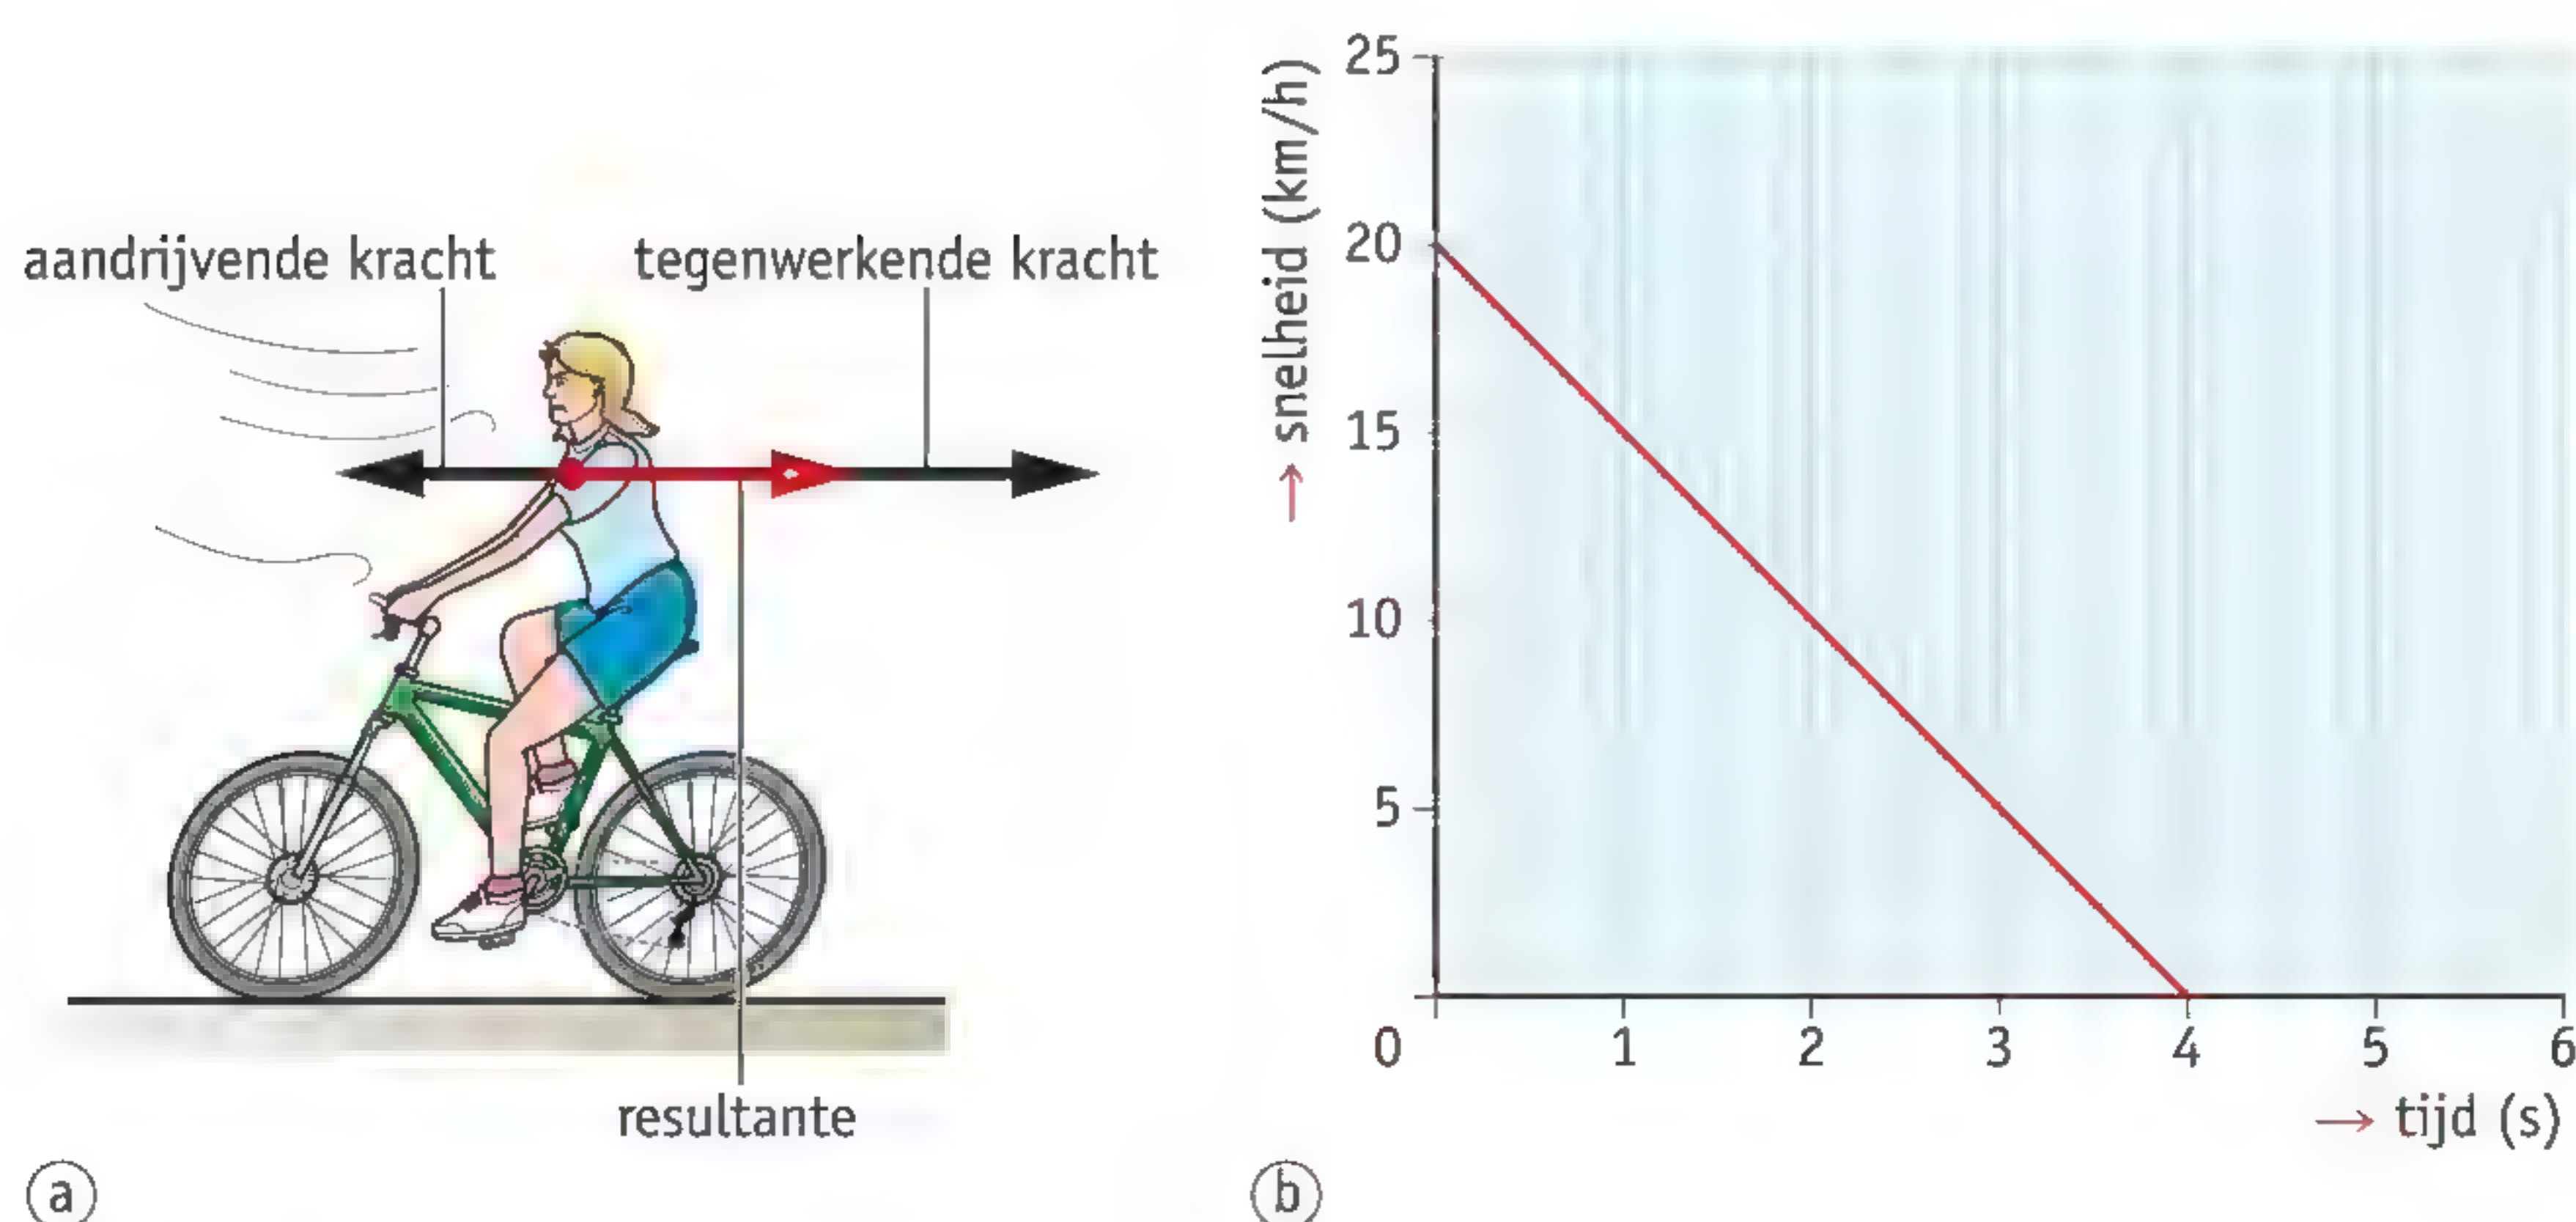 aandrijvende kracht
tegenwerkende kracht
resultante
a
→ snelheid (km/h)
25
20
15
10
5
0
1
2
3
4
5
6
→ tijd (s)
b